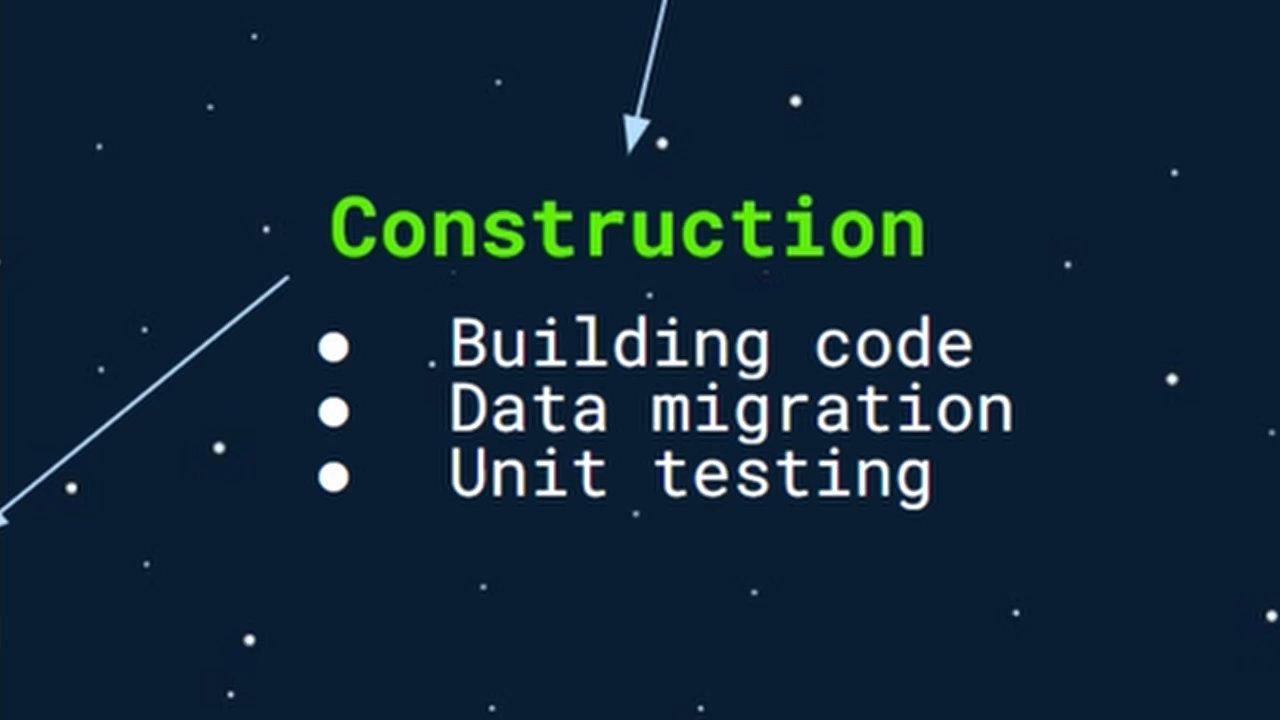 Construction
● Building code
● Data migration
● Unit testing